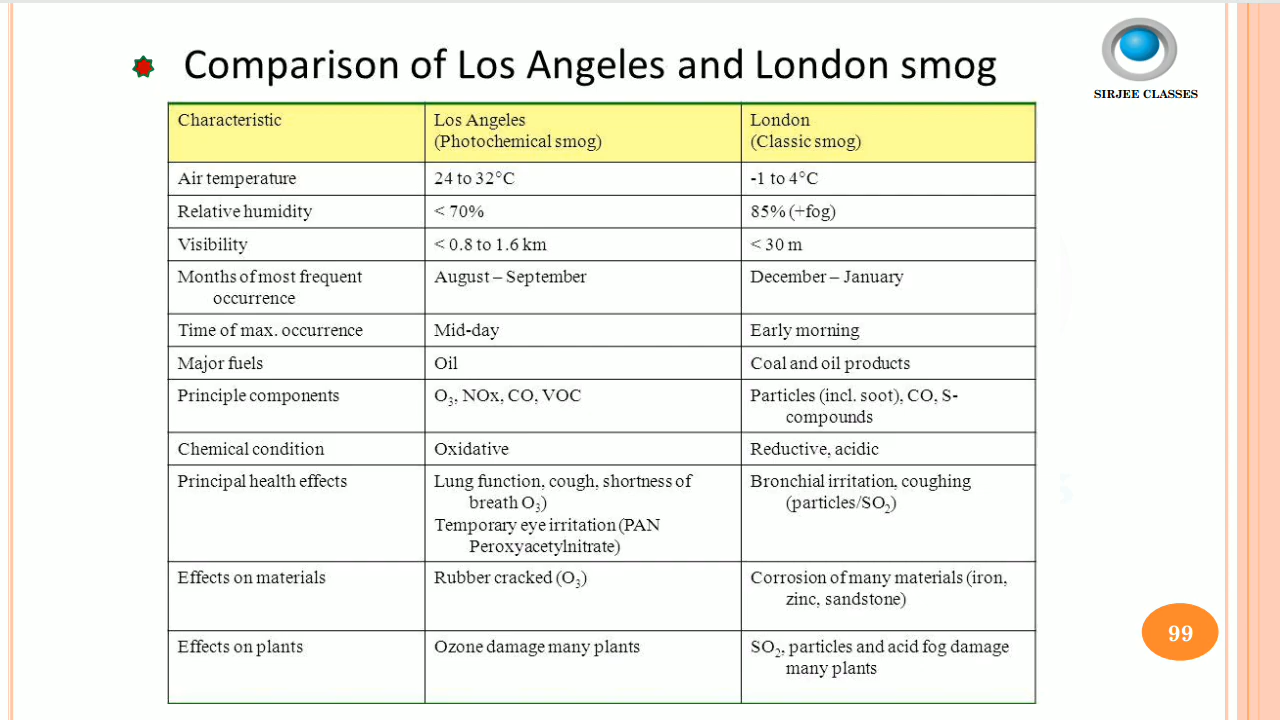 Comparison of Los Angeles and London smog
SIRJEE CLASSES
Characteristic
Los Angeles
(Photochemical smog)
London
(Classic smog)
Air temperature
24 to 32°C
-1 to 4°C
Relative humidity
< 70%
85% (+fog)
Visibility
< 0.8 to 1.6 km
< 30 m
Months of most frequent
occurrence
August – September
December – January
Time of max. occurrence
Mid-day
Early morning
Major fuels
Oil
Coal and oil products
Principle components
O₃, NOx, CO, VOC
Particles (incl. soot), CO, S-
compounds
Chemical condition
Oxidative
Reductive, acidic
Principal health effects
Lung function, cough, shortness of
breath O₃)
Temporary eye irritation (PAN
Peroxyacetylnitrate)
Bronchial irritation, coughing
(particles/SO₂)
Effects on materials
Rubber cracked (O₃)
Corrosion of many materials (iron,
zinc, sandstone)
Effects on plants
Ozone damage many plants
SO₂, particles and acid fog damage
many plants
99